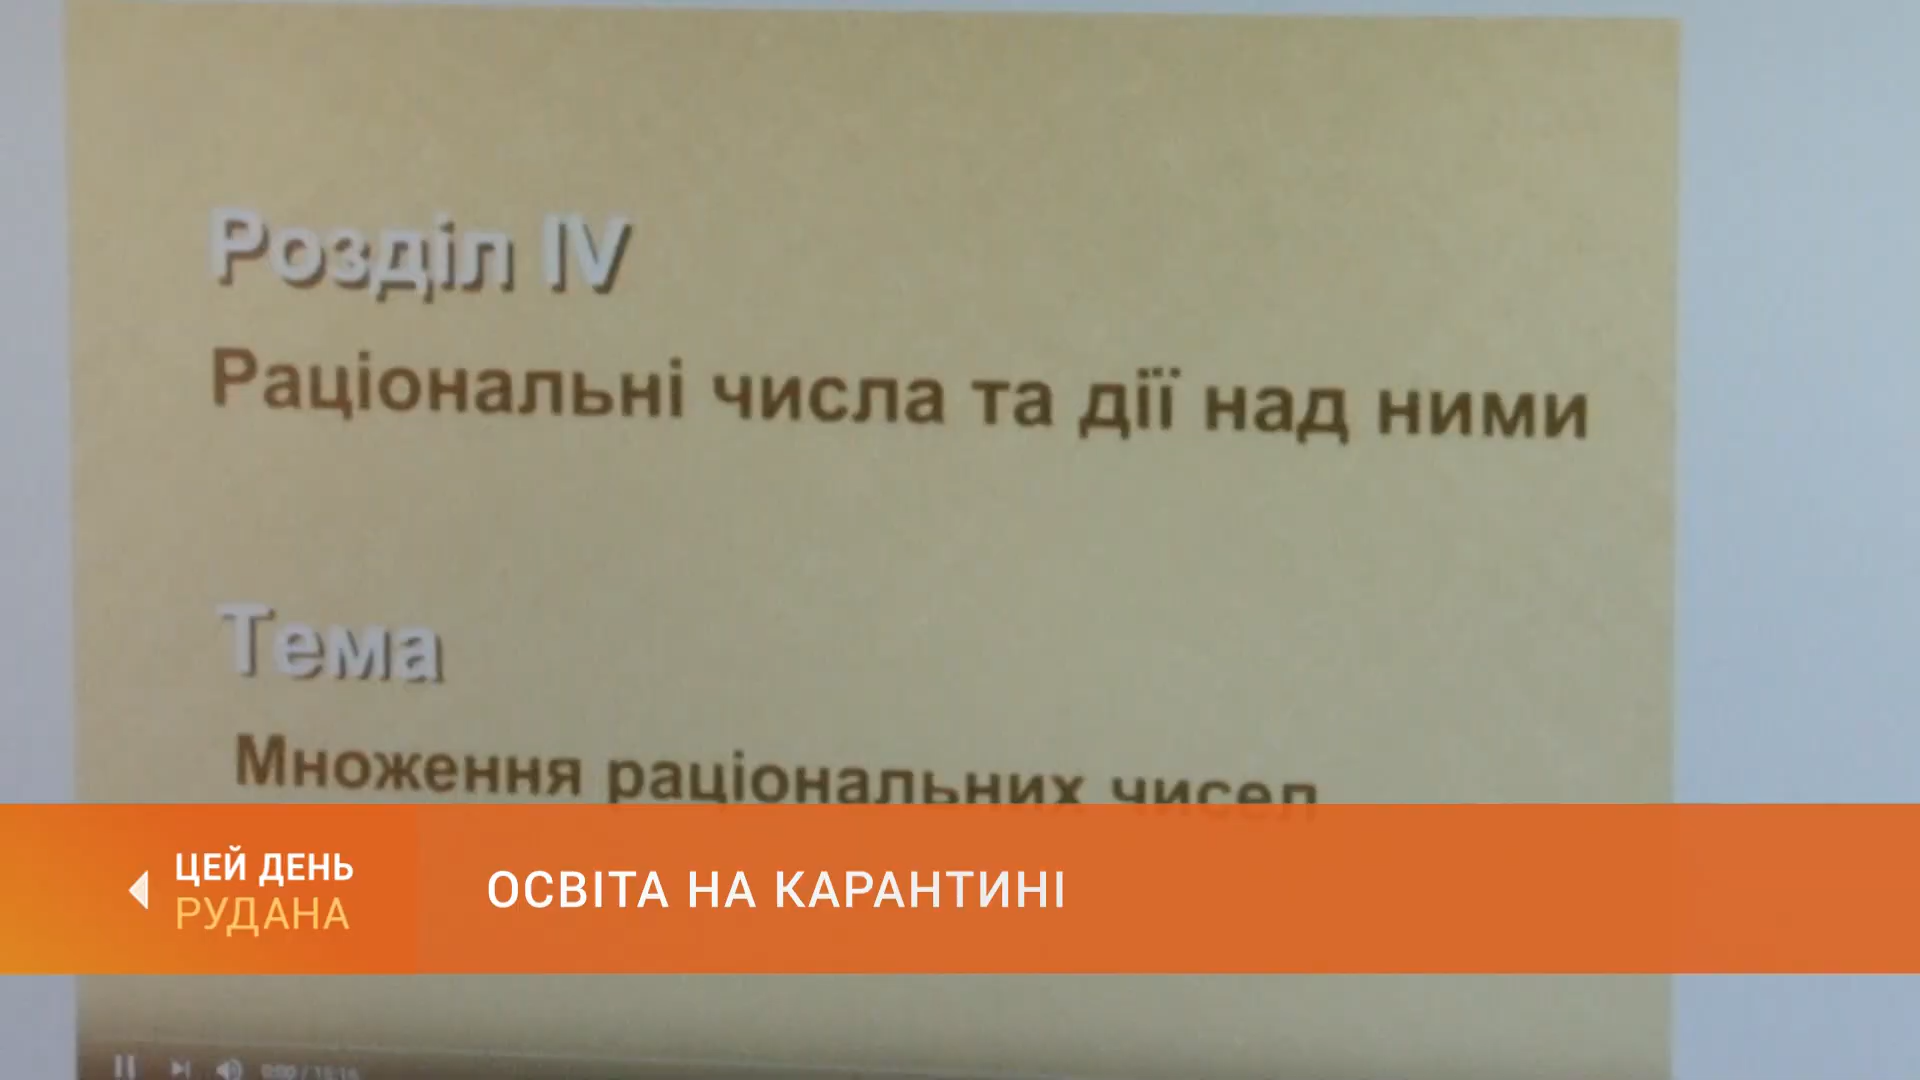 Розділ IV
Раціональні числа та дії над ними
Тема
Множення раціональних чисел
ЦЕЙ ДЕНЬ
РУДАНА
ОСВІТА НА КАРАНТИНІ